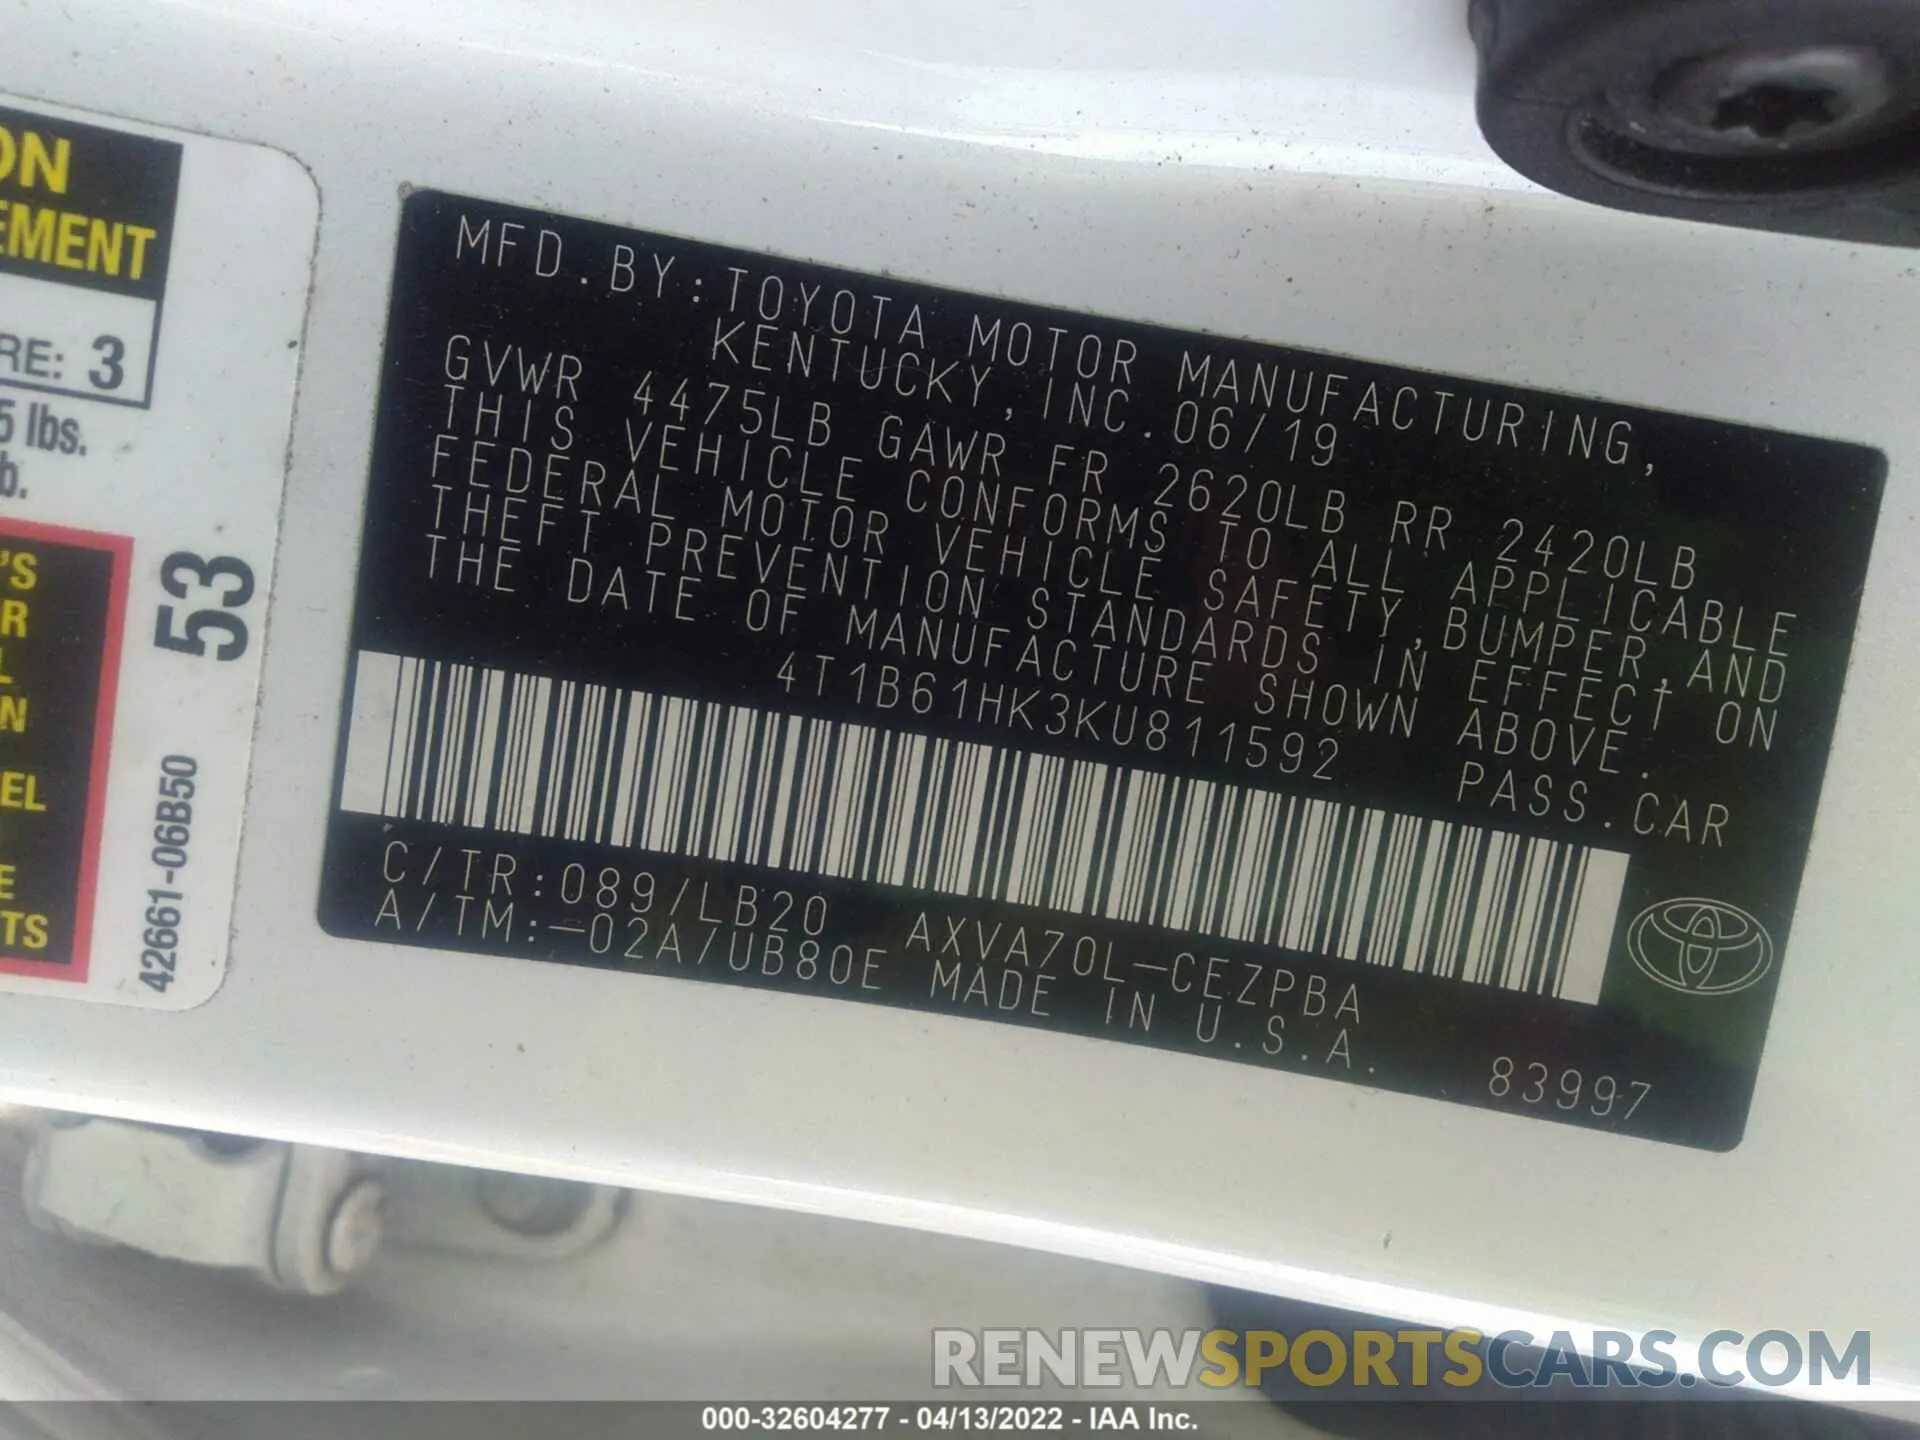 ON
EMENT
RE: 3
5 lbs.
b.
'S
R
L
N
EL
E
TS
53
42661-06B50
MFD.BY:TOYOTA MOTOR MANUFACTURING,
KENTUCKY,INC.06/19
GVWR 4475LB GAWR FR 2620LB RR 2420LB
THIS VEHICLE CONFORMS TO ALL APPLICABLE
FEDERAL MOTOR VEHICLE SAFETY,BUMPER,AND
THEFT PREVENTION STANDARDS IN EFFECT ON
THE DATE OF MANUFACTURE SHOWN ABOVE.
4T1B61HK3KU811592 PASS.CAR
C/TR:089/LB20 AXVA70L-CEZPBA
A/TM:-02A/UB80E MADE IN U.S.A. 83997
RENEWSPORTSCARS.COM
000-32604277 - 04/13/2022 - IAA Inc.